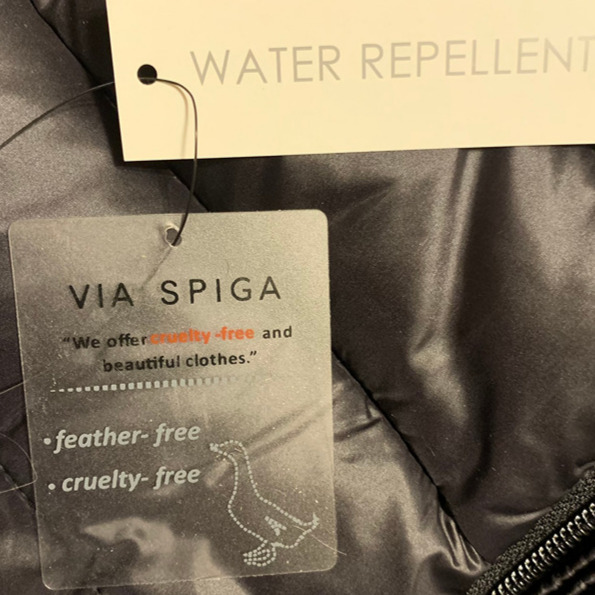 WATER REPELLENT
VIA SPIGA
"We offer cruelty -free and
beautiful clothes."
• feather- free
• cruelty- free